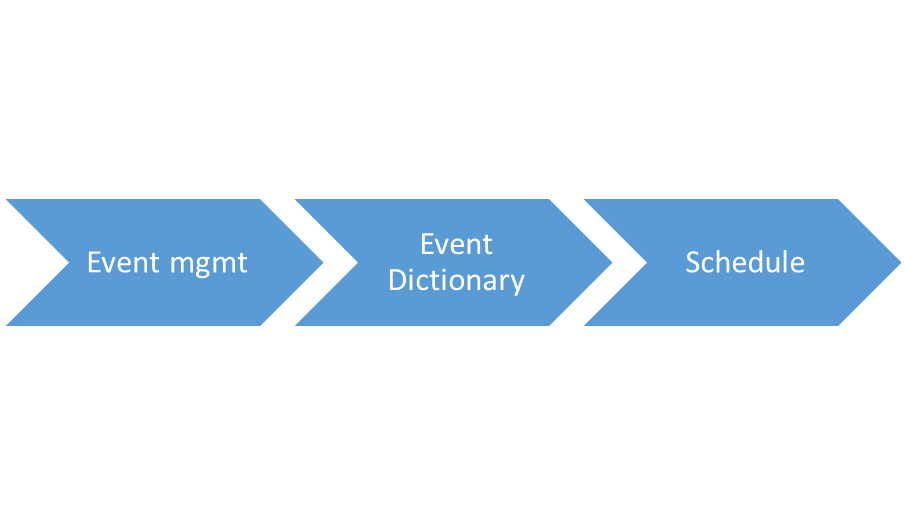 Event mgmt
Event
Dictionary
Schedule